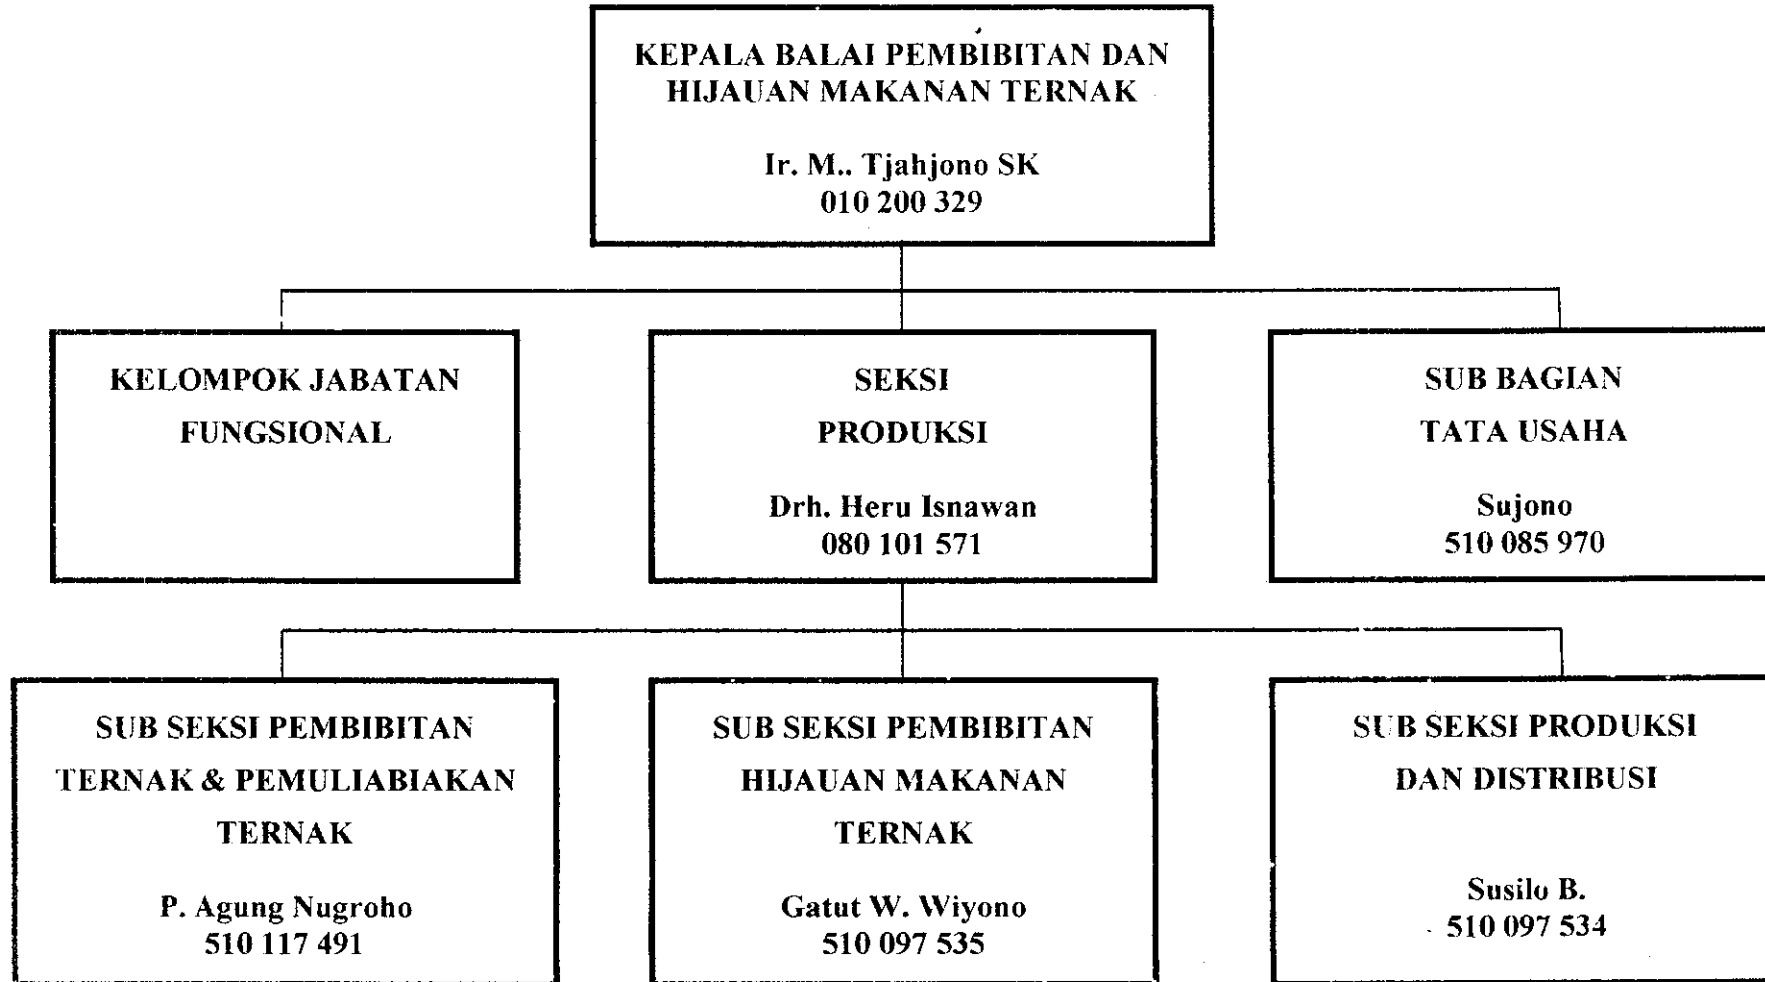 KEPALA BALAI PEMBIBITAN DAN
HIJAUAN MAKANAN TERNAK
Ir. M.. Tjahjono SK
010 200 329
KELOMPOK JABATAN
FUNGSIONAL
SEKSI
PRODUKSI
Drh. Heru Isnawan
080 101 571
SUB BAGIAN
TATA USAHA
Sujono
510 085 970
SUB SEKSI PEMBIBITAN
TERNAK & PEMULIABIAKAN
TERNAK
P. Agung Nugroho
510 117 491
SUB SEKSI PEMBIBITAN
HIJAUAN MAKANAN
TERNAK
Gatut W. Wiyono
510 097 535
SUB SEKSI PRODUKSI
DAN DISTRIBUSI
Susilo B.
510 097 534